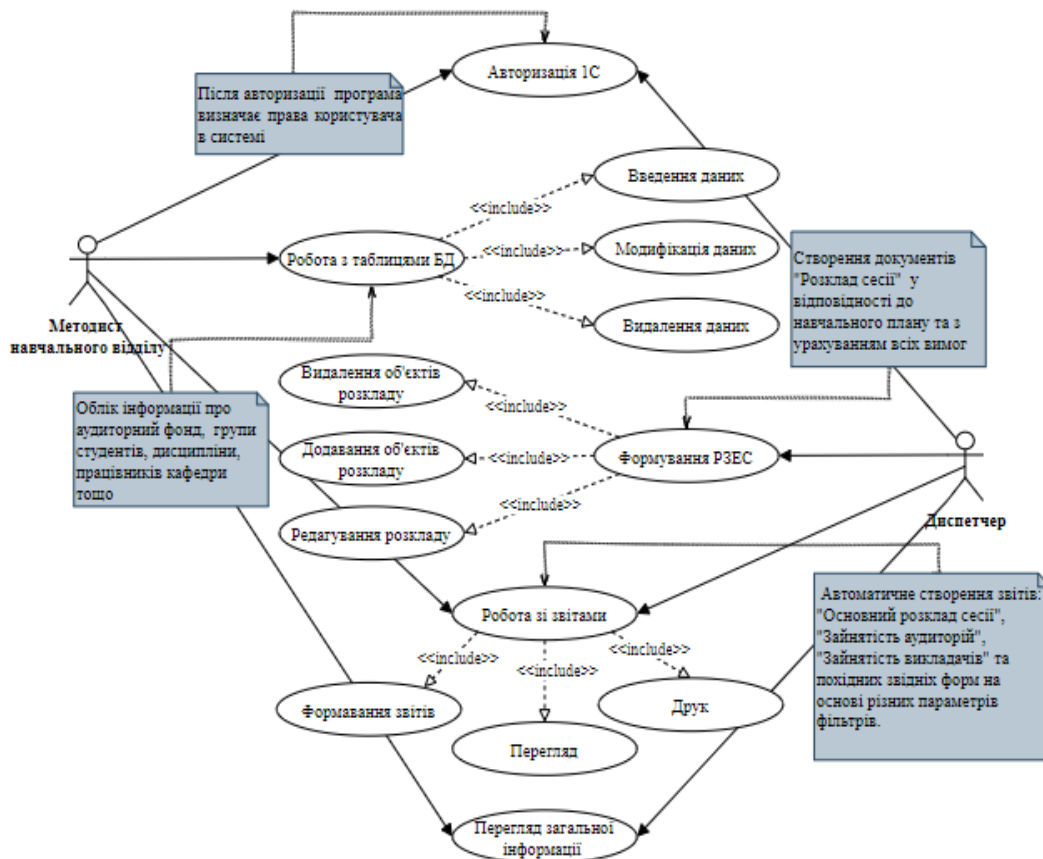 Авторизація 1С
Після авторизації програма
визначає права користувача
в системі
Введення даних
<<include>>
Робота з таблицями БД
<<include>>
Модифікація даних
<<include>>
Видалення даних
Створення документів
"Розклад сесії" у
відповідності до
навчального плану та з
урахуванням всіх вимог
Методист
навчального відділу
Видалення об'єктів
розкладу
<<include>>
Облік інформації про
аудиторний фонд, групи
студентів, дисципліни,
працівників кафедри
тощо
Додавання об'єктів
розкладу
<<include>>
Формування РЗЕС
<<include>>
Редагування розкладу
Диспетчер
Робота зі звітами
Автоматичне створення звітів:
"Основний розклад сесії",
"Зайнятість аудиторій",
"Зайнятість викладачів" та
похідних звідніх форм на
основі різних параметрів
фільтрів.
<<include>>
<<include>>
<<include>>
Формавання звітів
Друк
Перегляд
Перегляд загальної
інформації